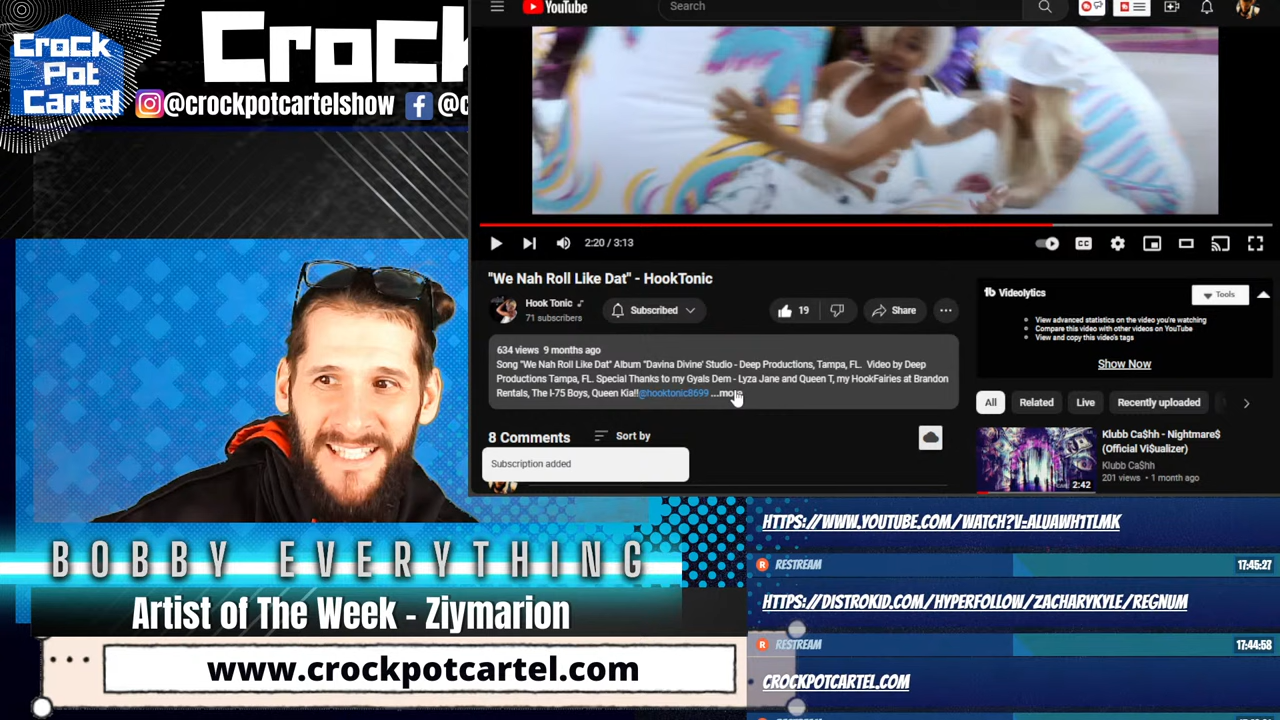 Crock
Pot
Cartel
Crock
@crockpotcartelshow
YouTube
Search
2:20 / 3:13
"We Nah Roll Like Dat" - HookTonic
Hook Tonic
71 subscribers
Subscribed
19
Share
634 views 9 months ago
Song "We Nah Roll Like Dat" Album "Davina Divine' Studio - Deep Productions, Tampa, FL. Video by Deep
Productions Tampa, FL. Special Thanks to my Gyals Dem - Lyza Jane and Queen T, my HookFairies at Brandon
Rentals, The I-75 Boys, Queen Kia!!@hooktonic8699 ...more
8 Comments
Sort by
Subscription added
Videolytics
Tools
View advanced statistics on the video you're watching
Compare this video with other videos on YouTube
View and copy this video's tags
Show Now
All
Related
Live
Recently uploaded
Klubb Ca$hh - Nightmare$
(Official Vi$ualizer)
Klubb Ca$hh
201 views • 1 month ago
2:42
BOBBY EVERYTHING
Artist of The Week - Ziymarion
www.crockpotcartel.com
HTTPS://WWW.YOUTUBE.COM/WATCH?V=ALUAWH1TLMK
RESTREAM
17:45:27
HTTPS://DISTROKID.COM/HYPERFOLLOW/ZACHARYKYLE/REGNUM
RESTREAM
17:44:58
CROCKPOTCARTEL.COM